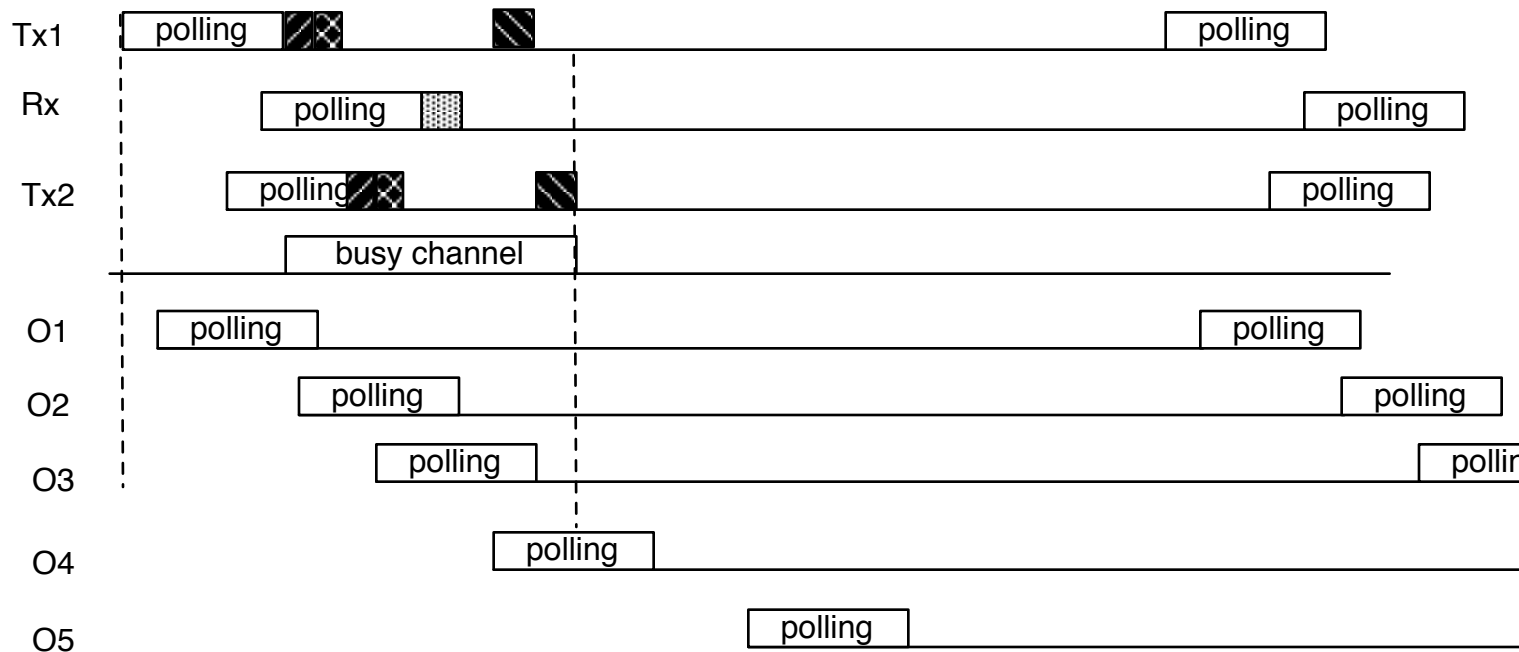 Tx1 polling polling
Rx polling polling
Tx2 polling polling
busy channel
O1 polling polling
O2 polling polling
O3 polling pollin
O4 polling
O5 polling